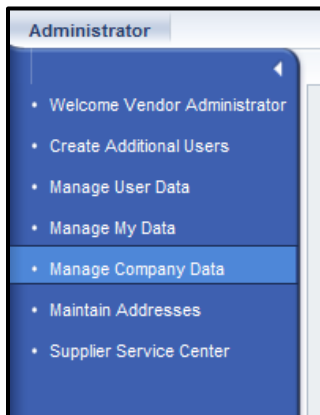 Administrator
• Welcome Vendor Administrator
• Create Additional Users
• Manage User Data
• Manage My Data
• Manage Company Data
• Maintain Addresses
• Supplier Service Center